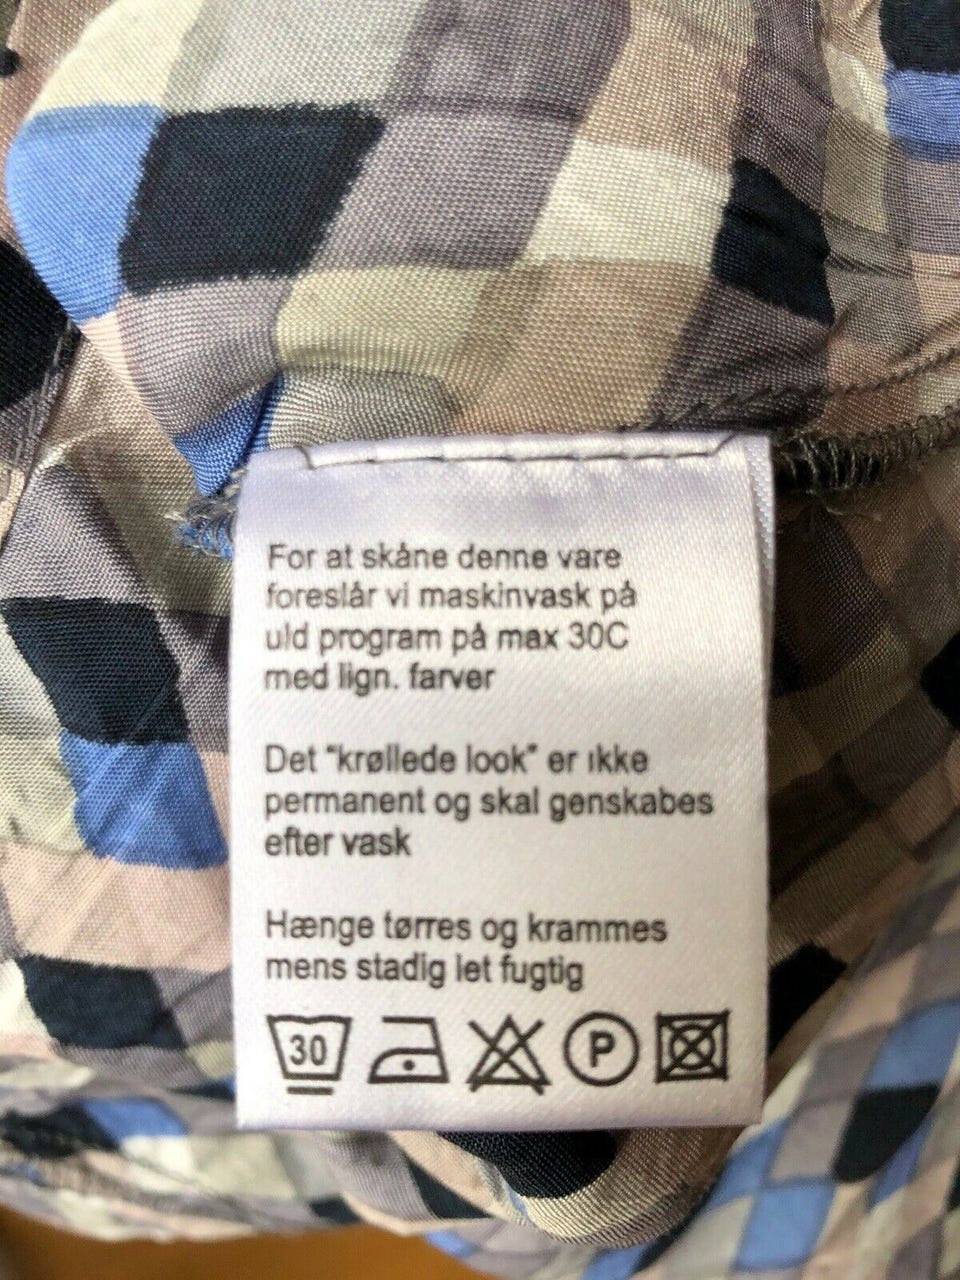 For at skåne denne vare
foreslår vi maskinvask på
uld program på max 30C
med lign. farver
Det "krøllede look" er ikke
permanent og skal genskabes
efter vask
Hænge tørres og krammes
mens stadig let fugtig
30 P